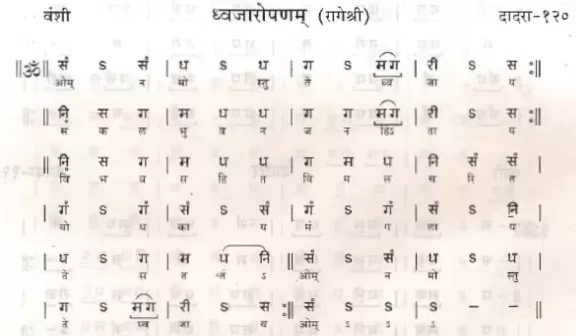 वंशी ध्वजारोपणम् (रागेश्री) दादरा-१२०
॥ॐ॥ सं ऽ सं | ध ऽ ध | ग ऽ मग | री ऽ स :॥
ओम् न मो स्तु ते ध्व जा य
॥ नि स ग | म ध ध | ग ग मग | री ऽ स :॥
स क ल भु व न ज न हिऽ ता य
॥ नि स ग | म ध ध | ग म ध | नि सं सं |
वि भ व स हि त वि म ल च रि त
| गं ऽ गं | सं ऽ सं | गं ऽ गं | सं ऽ नि |
बो ध का य मं ग ला य
| ध ऽ ग | म ध नि ॥ सं ऽ सं | ध ऽ ध |
ते स त तं ऽ ओम् न मो स्तु
| ग ऽ मग | री ऽ स :॥ सं ऽ ऽ | ऽ - - ॥
ते ध्व जा य ओम् ऽ ऽ ऽ